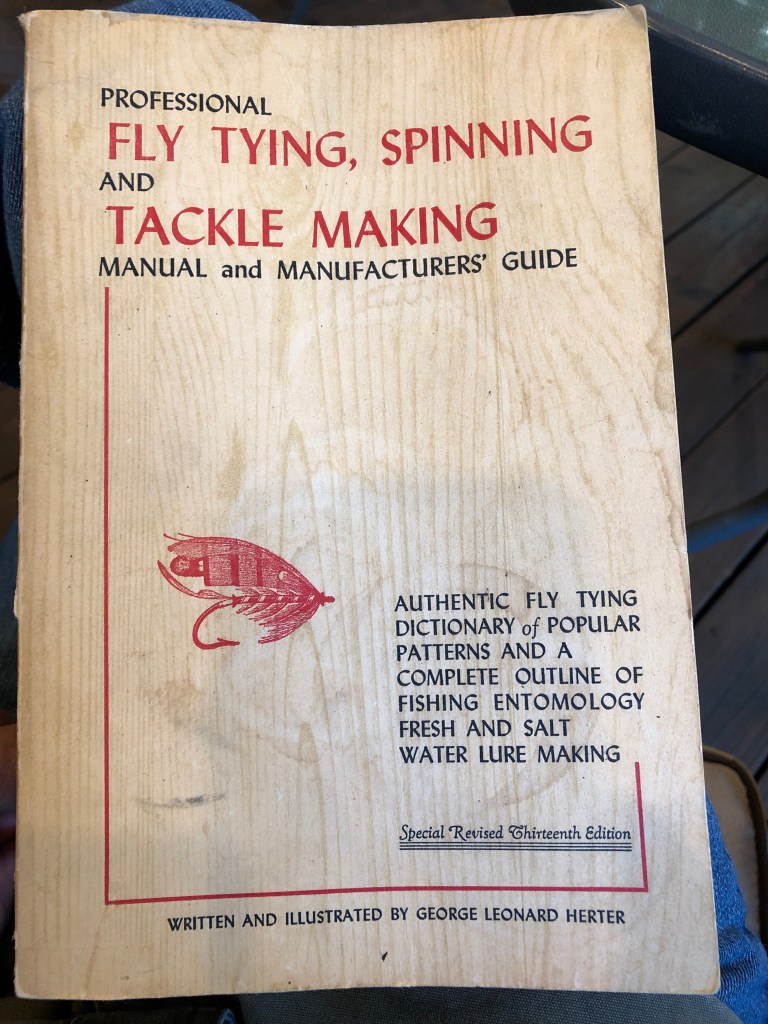 PROFESSIONAL
FLY TYING, SPINNING
AND
TACKLE MAKING
MANUAL and MANUFACTURERS' GUIDE
AUTHENTIC FLY TYING
DICTIONARY of POPULAR
PATTERNS AND A
COMPLETE OUTLINE OF
FISHING ENTOMOLOGY
FRESH AND SALT
WATER LURE MAKING
Special Revised Thirteenth Edition
WRITTEN AND ILLUSTRATED BY GEORGE LEONARD HERTER